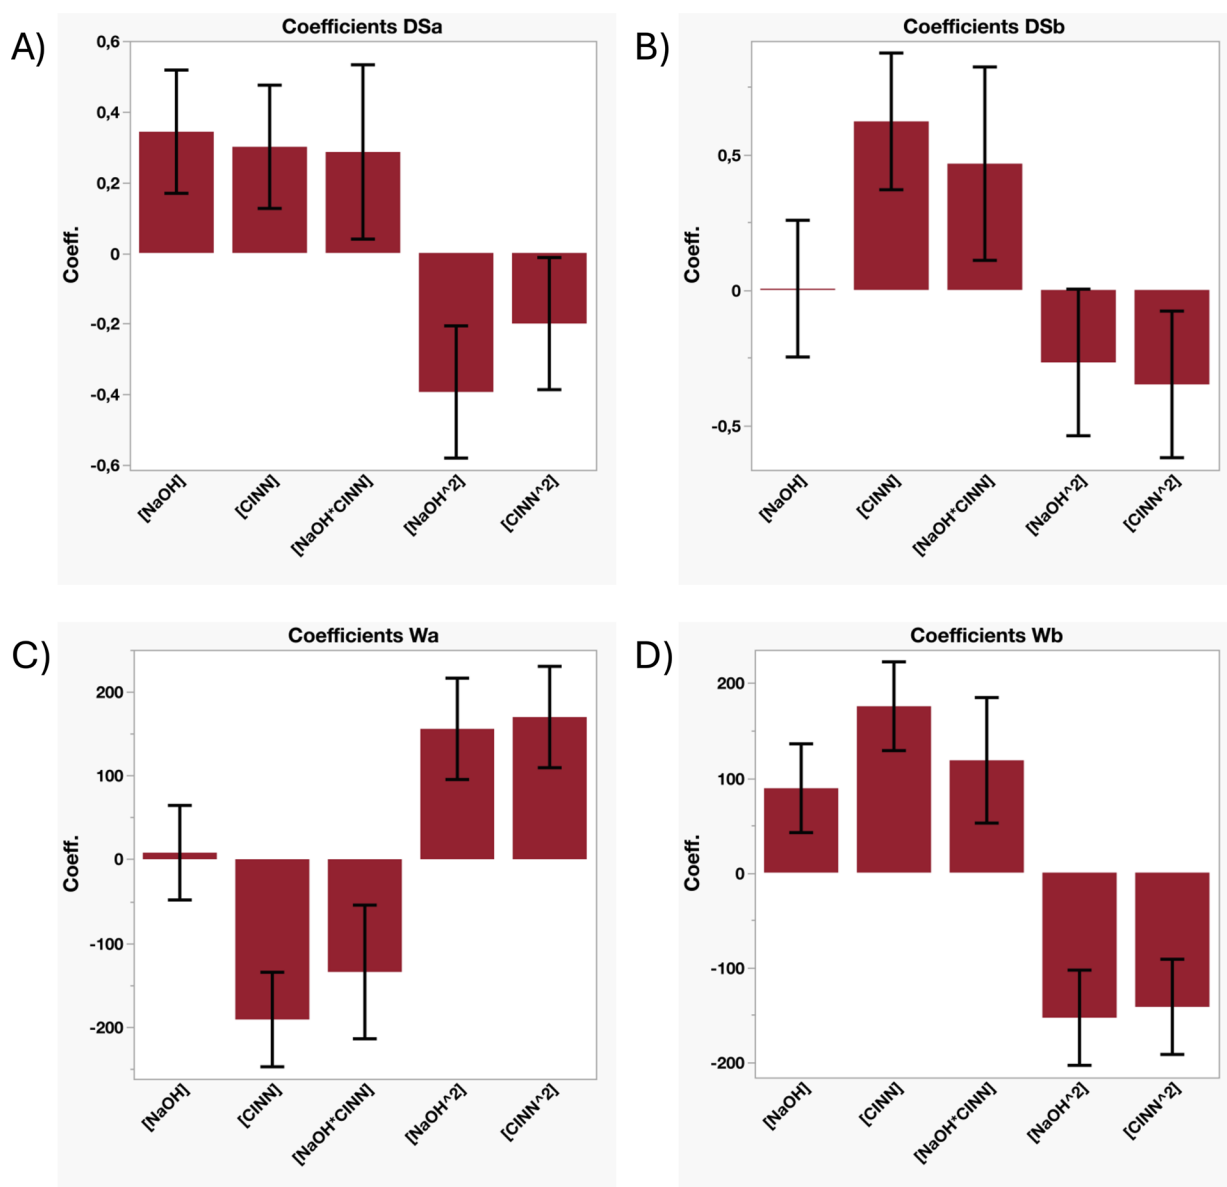 A)
Coefficients DSa
Coeff.
0,6
0,4
0,2
0
-0,2
-0,4
-0,6
[NaOH]
[CINN]
[NaOH*CINN]
[NaOH^2]
[CINN^2]
B)
Coefficients DSb
Coeff.
0,5
0
-0,5
[NaOH]
[CINN]
[NaOH*CINN]
[NaOH^2]
[CINN^2]
C)
Coefficients Wa
Coeff.
200
100
0
-100
-200
[NaOH]
[CINN]
[NaOH*CINN]
[NaOH^2]
[CINN^2]
D)
Coefficients Wb
Coeff.
200
100
0
-100
-200
[NaOH]
[CINN]
[NaOH*CINN]
[NaOH^2]
[CINN^2]